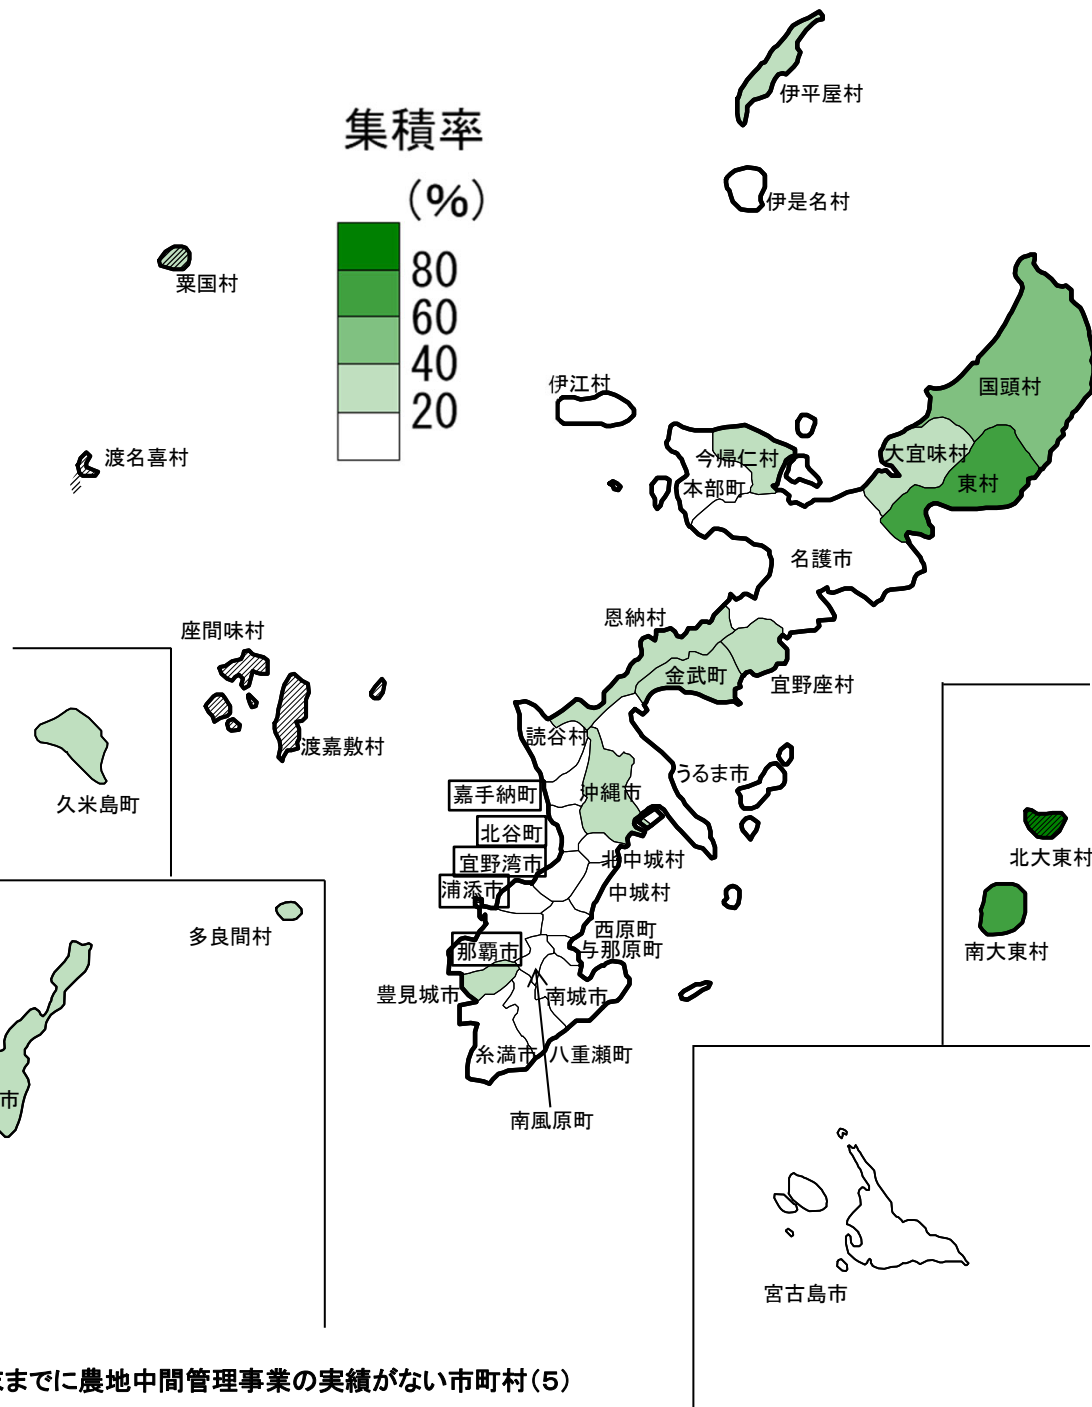 伊平屋村
集積率
(%)
伊是名村
80
60
40
20
粟国村
伊江村
国頭村
渡名喜村
今帰仁村
大宜味村
本部町
東村
名護市
座間味村
恩納村
金武町
宜野座村
渡嘉敷村
読谷村
うるま市
久米島町
嘉手納町
沖縄市
北谷町
北中城村
北大東村
宜野湾市
浦添市
中城村
多良間村
西原町
那覇市
与那原町
南大東村
豊見城市
南城市
糸満市
八重瀬町
市
南風原町
宮古島市
までに農地中間管理事業の実績がない市町村(5)